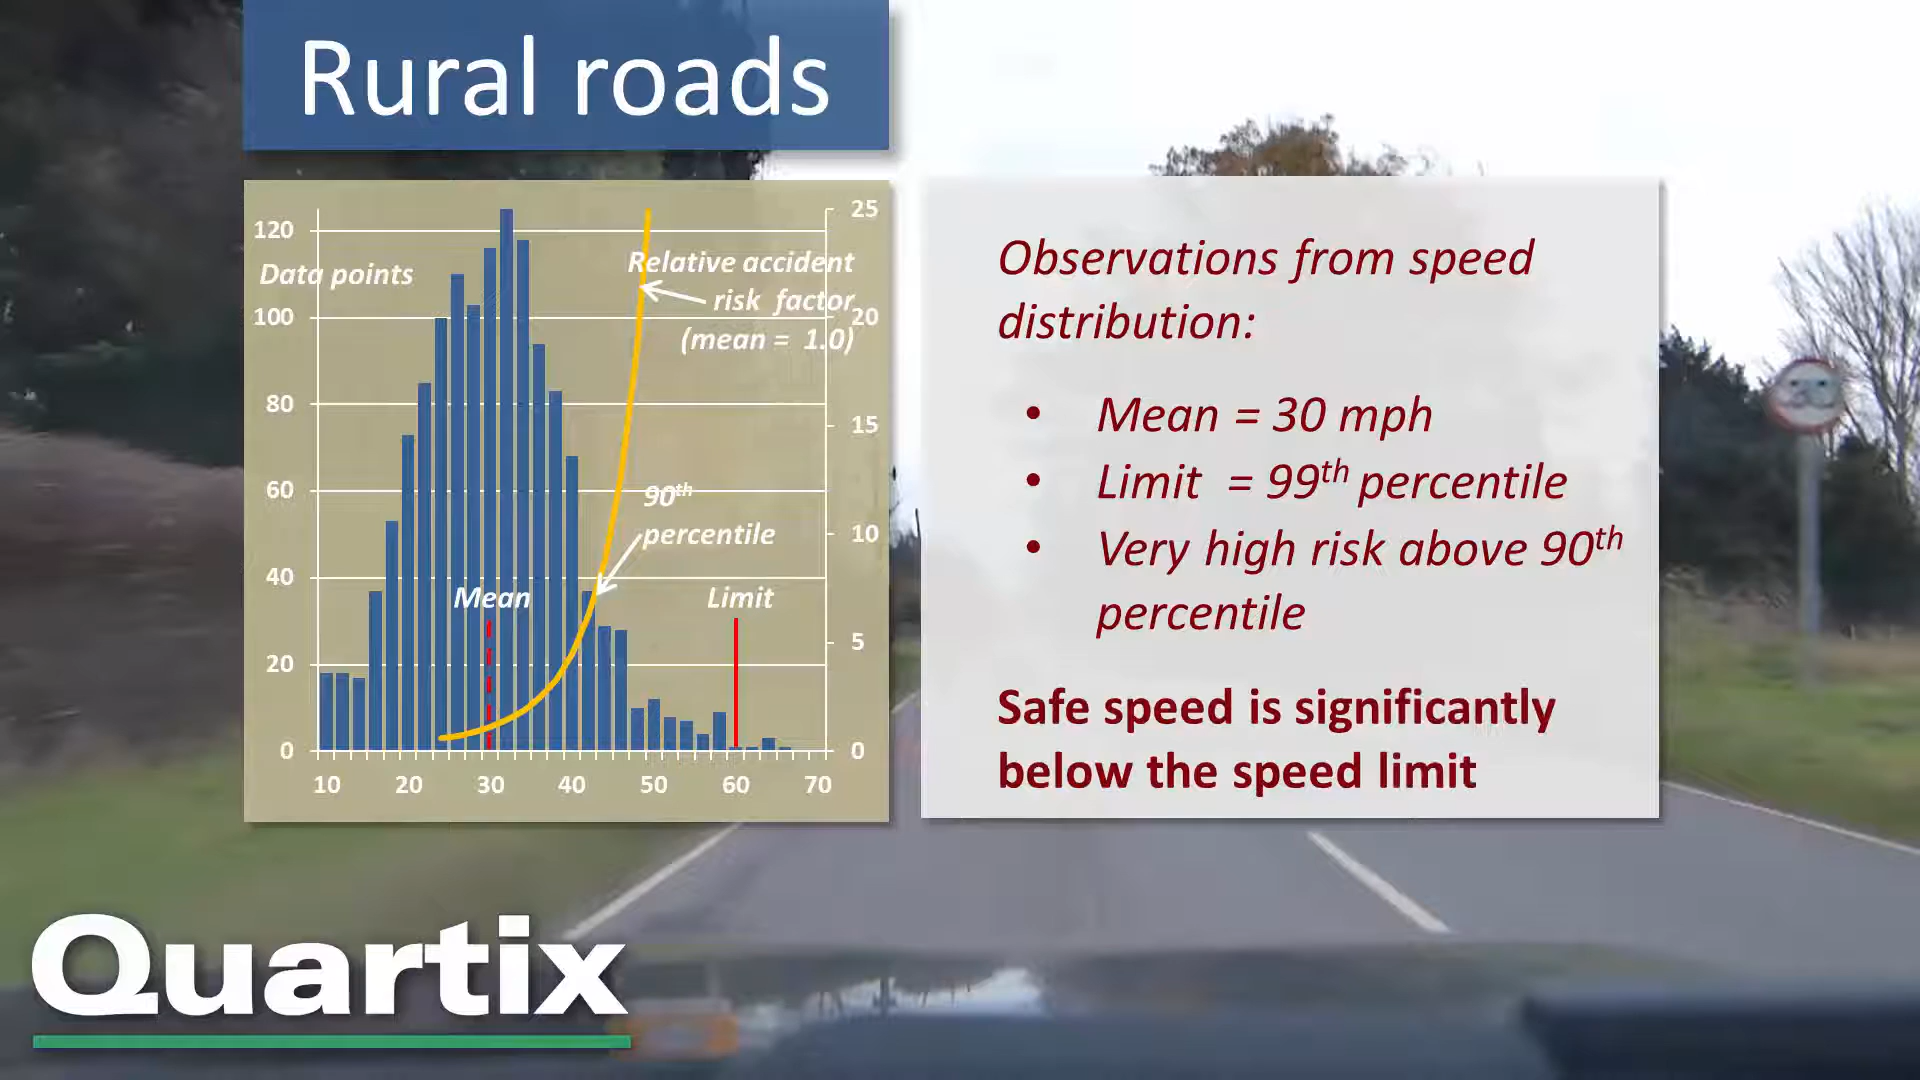 Rural roads
120
100
80
60
40
20
0
25
20
15
10
5
0
10 20 30 40 50 60 70
Data points
Relative accident
risk factor
(mean = 1.0)
90th
percentile
Mean
Limit
Observations from speed
distribution:
• Mean = 30 mph
• Limit = 99th percentile
• Very high risk above 90th
percentile
Safe speed is significantly
below the speed limit
30
Quartix